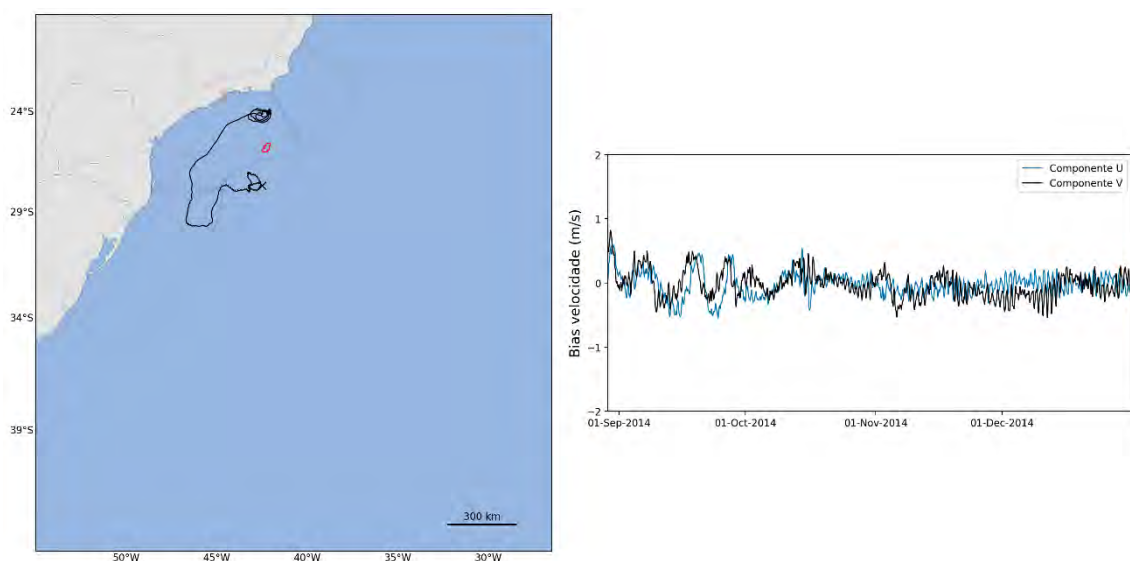 24°S
29°S
34°S
39°S
300 km
50°W
45°W
40°W
35°W
30°W
Bias velocidade (m/s)
2
1
0
−1
−2
Componente U
Componente V
01-Sep-2014
01-Oct-2014
01-Nov-2014
01-Dec-2014